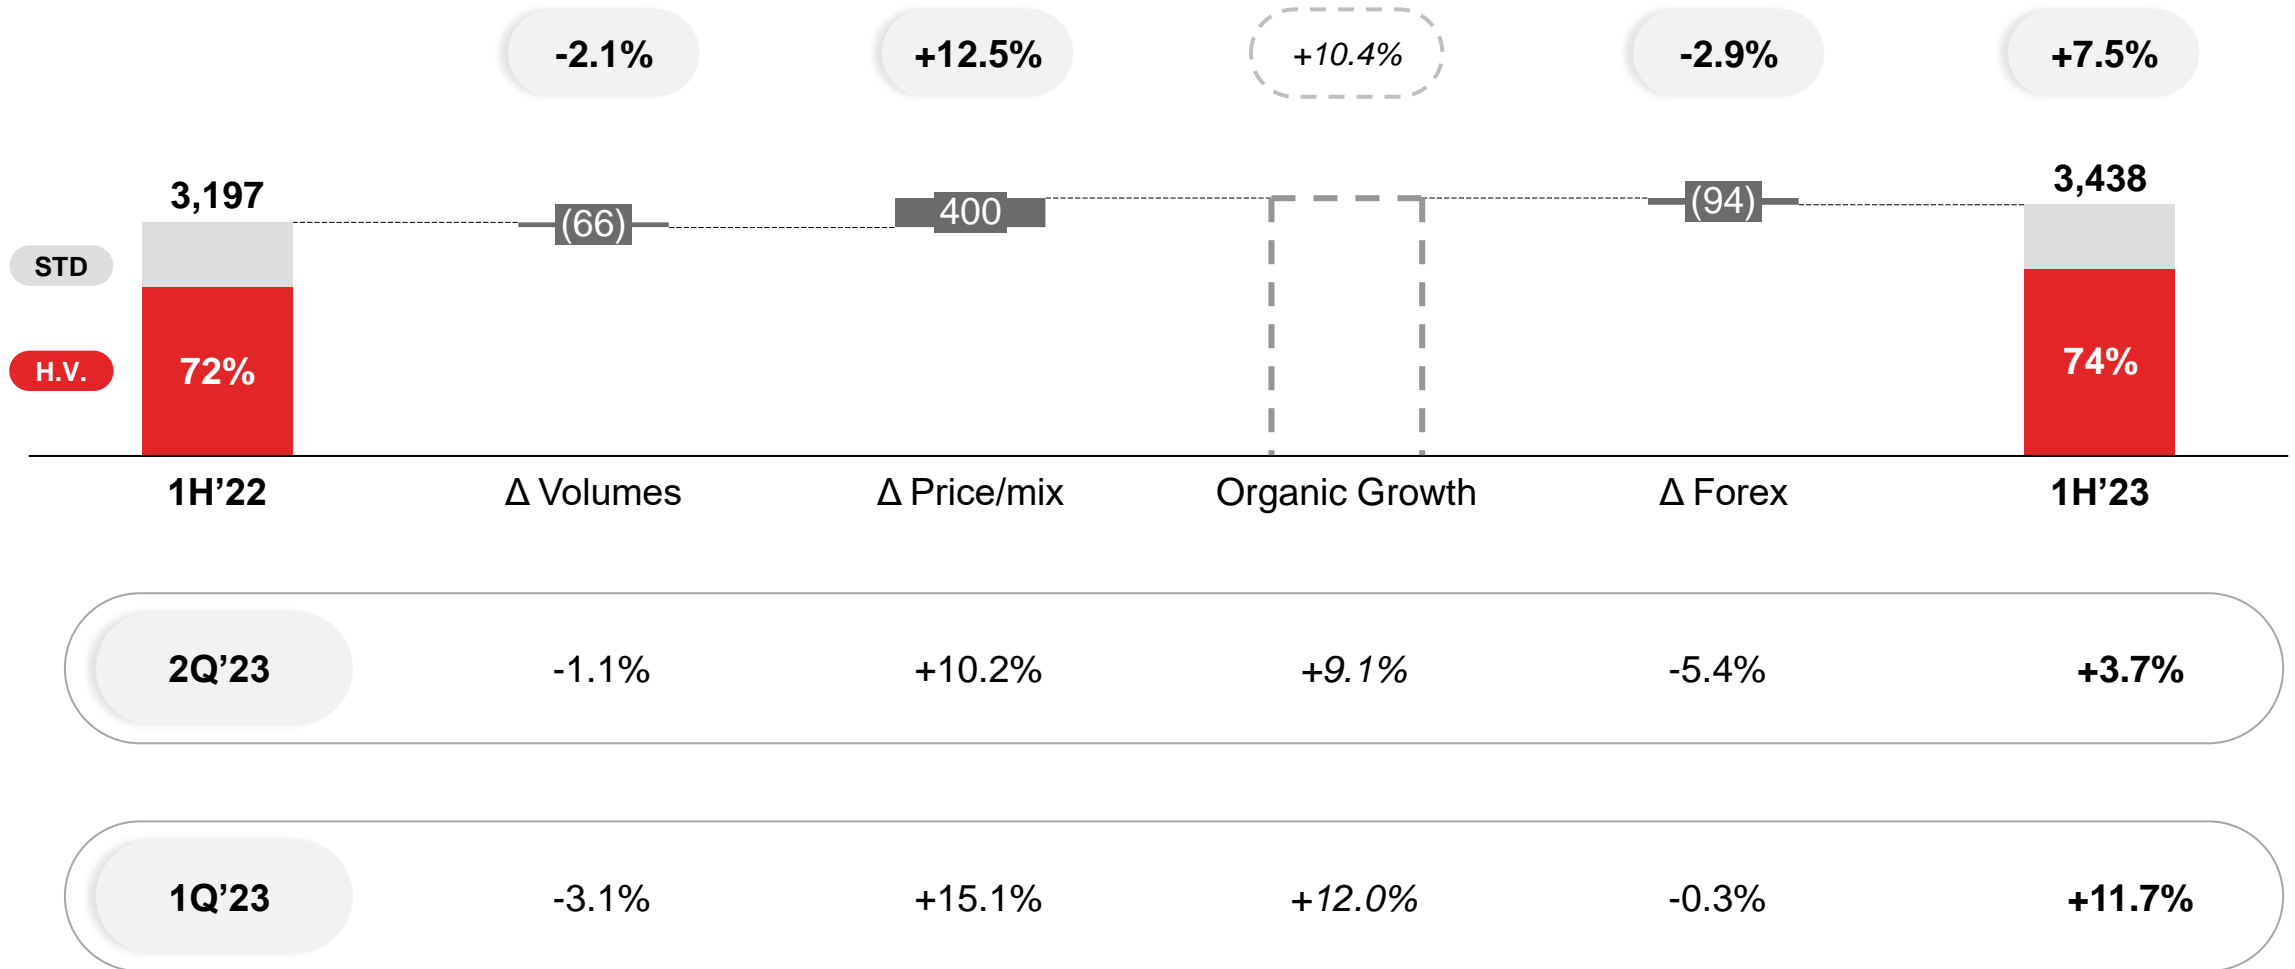 -2.1% +12.5% +10.4% -2.9% +7.5%
3,197 (66) 400 (94) 3,438
STD
H.V. 72% 74%
1H’22 Δ Volumes Δ Price/mix Organic Growth Δ Forex 1H’23
2Q’23 -1.1% +10.2% +9.1% -5.4% +3.7%
1Q’23 -3.1% +15.1% +12.0% -0.3% +11.7%